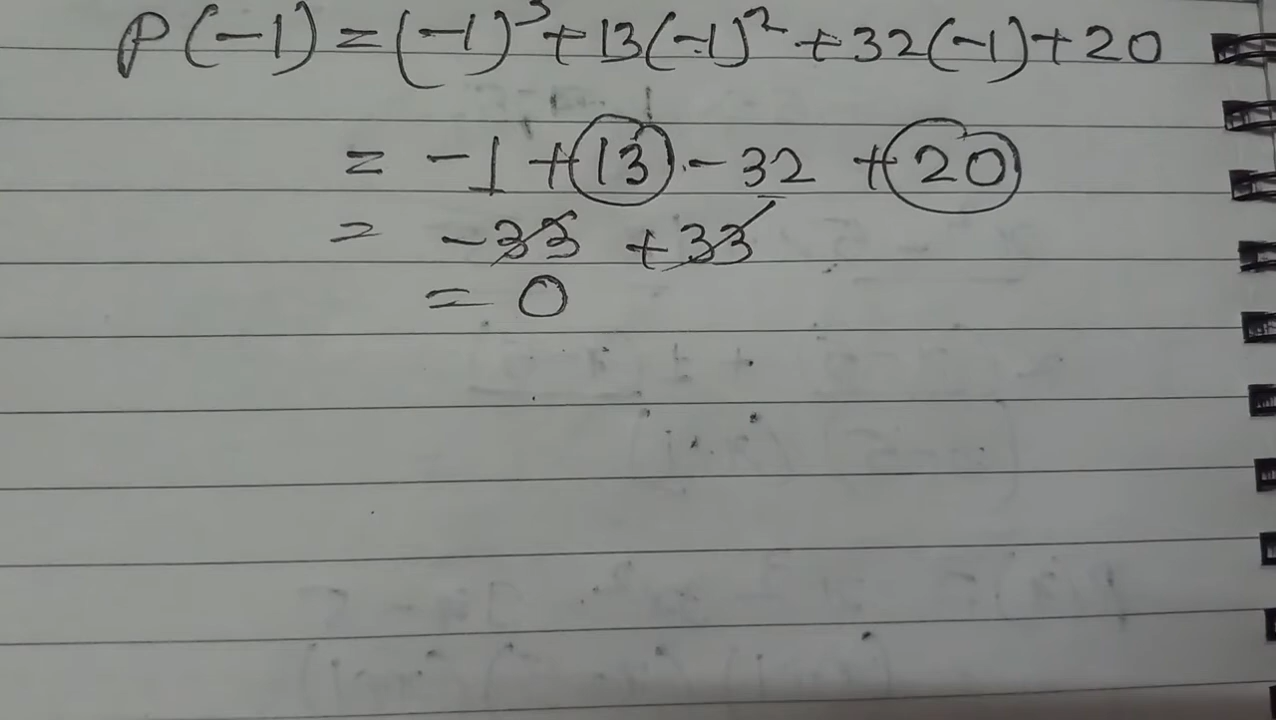 P(-1) = (-1)³ + 13(-1)² + 32(-1) + 20
= -1 + 13 - 32 + 20
= -33 + 33
= 0